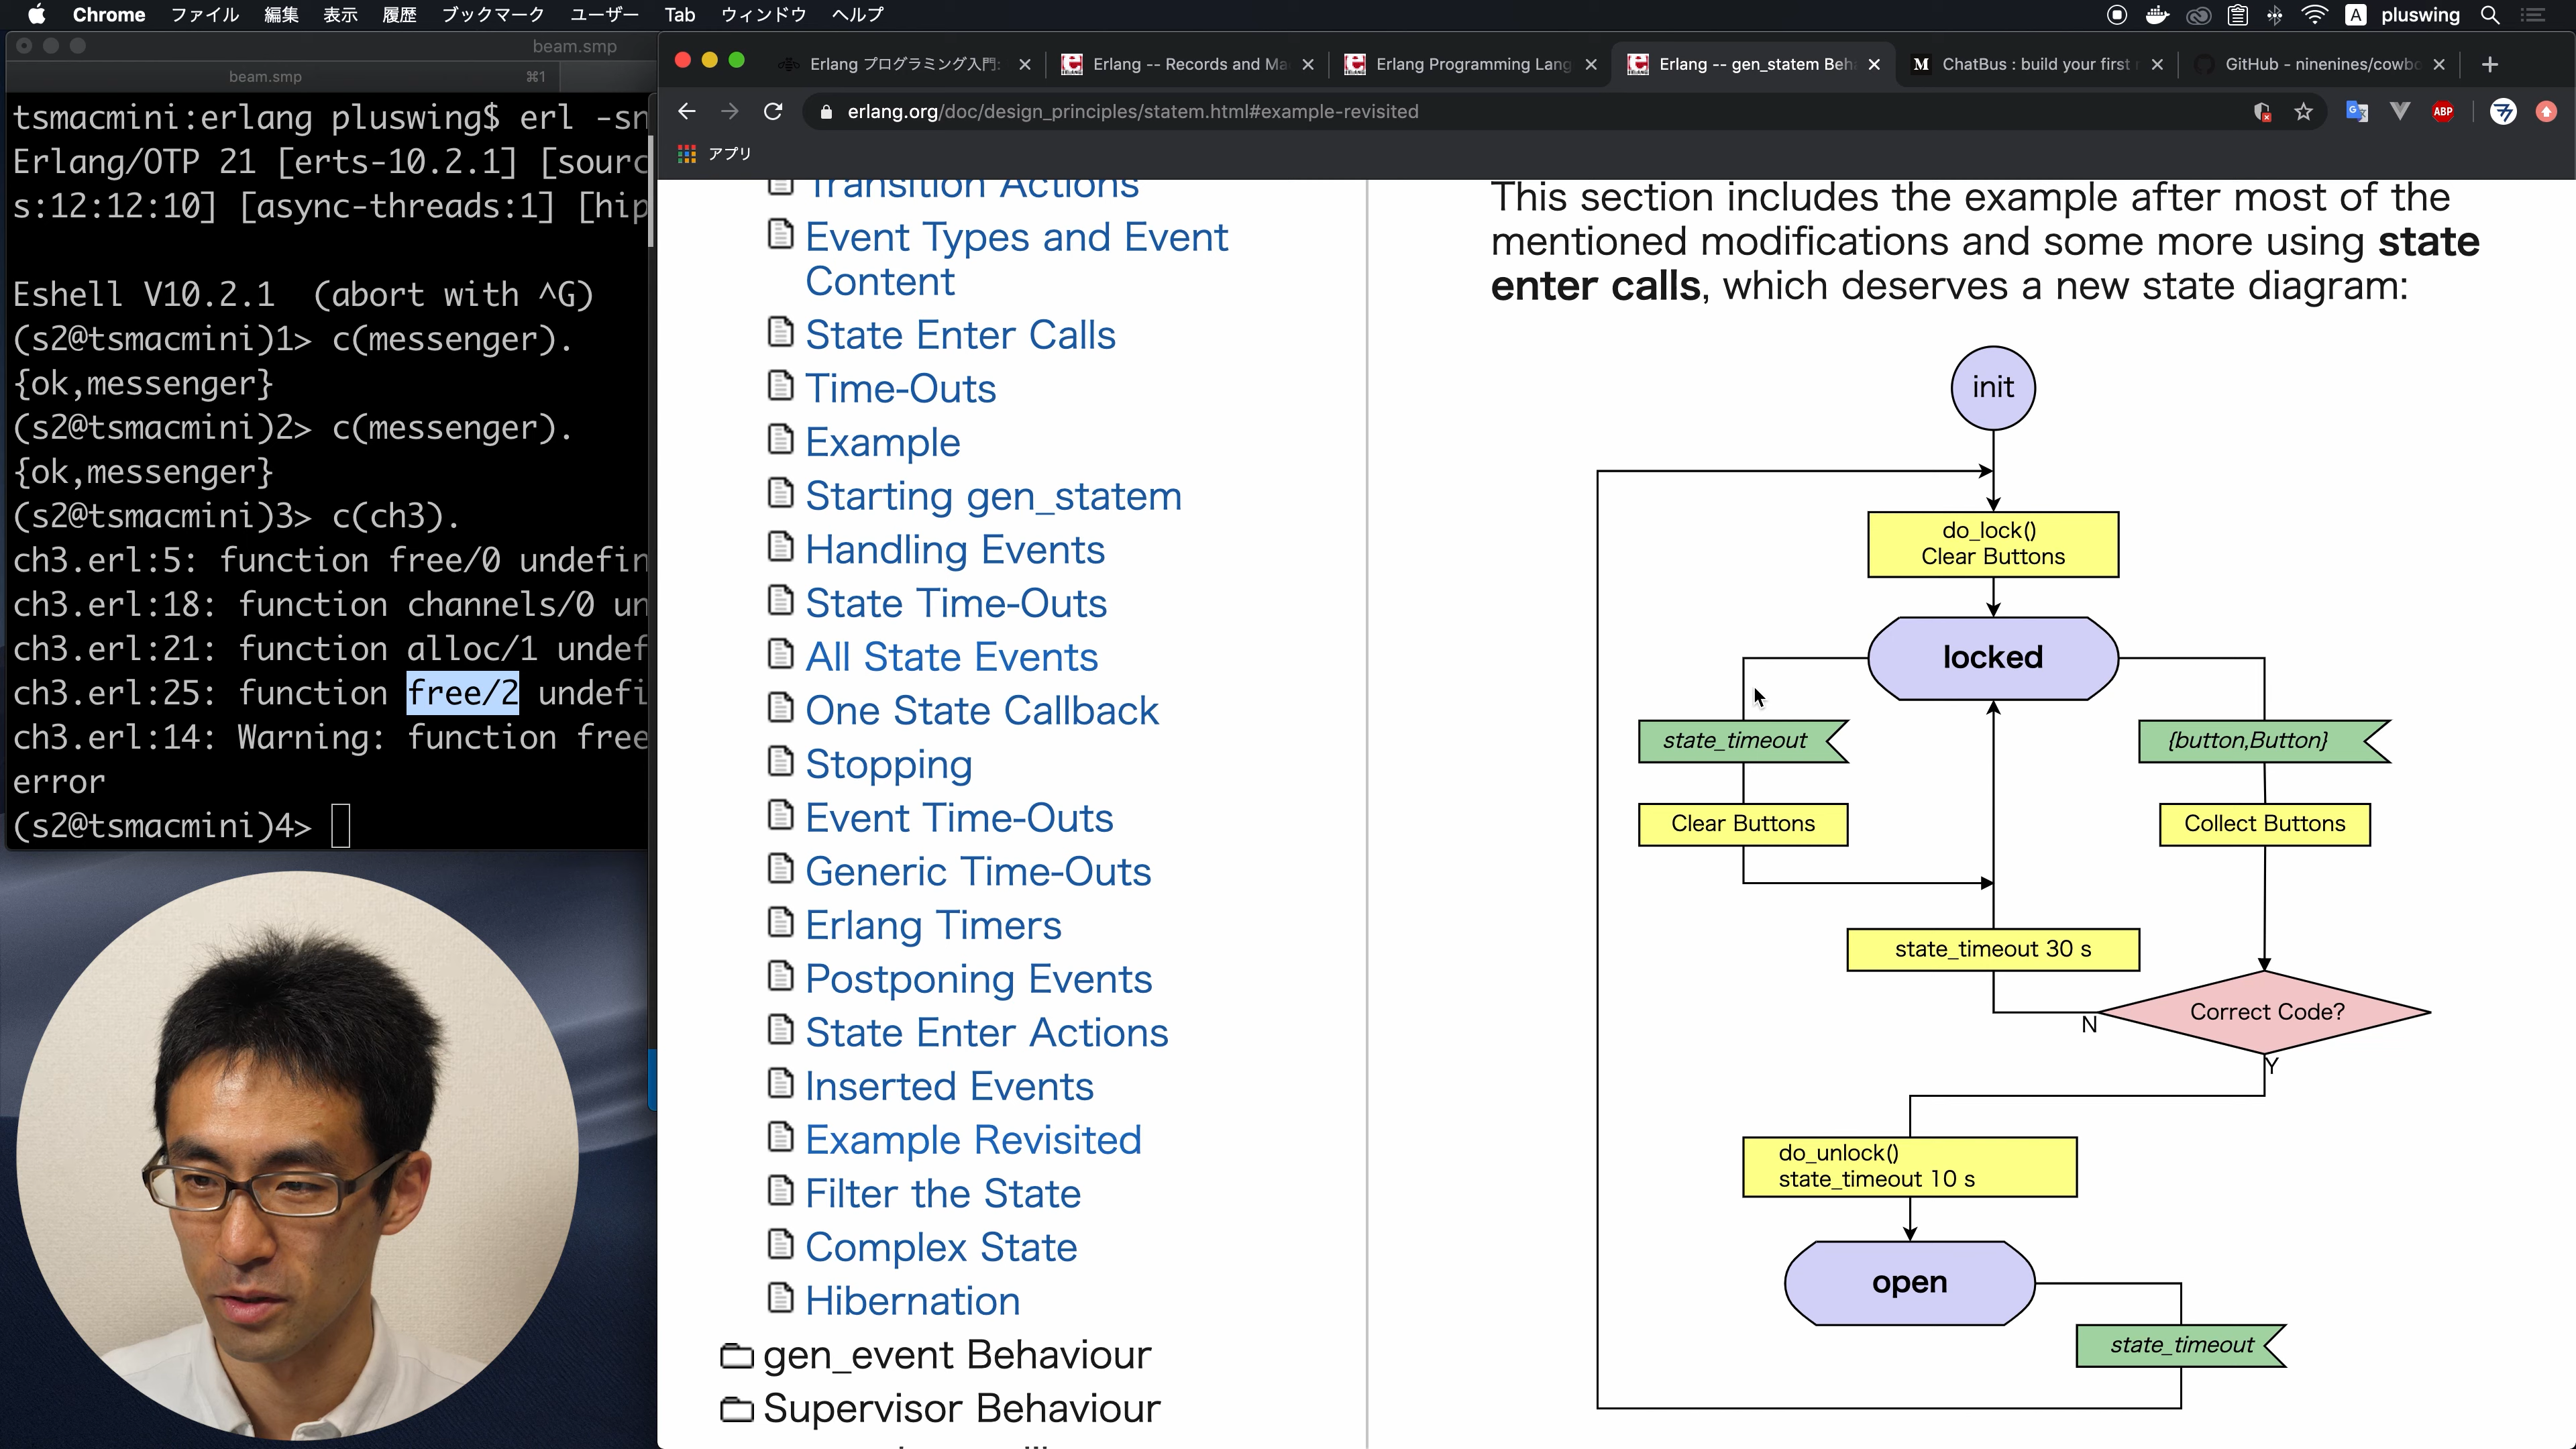 Chrome ファイル 編集 表示 履歴 ブックマーク ユーザー Tab ウィンドウ ヘルプ A pluswing
beam.smp
beam.smp ⌘1
tsmacmini:erlang pluswing$ erl -sn
Erlang/OTP 21 [erts-10.2.1] [sourc
s:12:12:10] [async-threads:1] [hip
Eshell V10.2.1 (abort with ^G)
(s2@tsmacmini)1> c(messenger).
{ok,messenger}
(s2@tsmacmini)2> c(messenger).
{ok,messenger}
(s2@tsmacmini)3> c(ch3).
ch3.erl:5: function free/0 undefin
ch3.erl:18: function channels/0 un
ch3.erl:21: function alloc/1 undef
ch3.erl:25: function free/2 undefi
ch3.erl:14: Warning: function free
error
(s2@tsmacmini)4>
Erlang プログラミング入門:
Erlang -- Records and Ma
Erlang Programming Lang
Erlang -- gen_statem Beh
M ChatBus : build your first
GitHub - ninenines/cowbo
erlang.org/doc/design_principles/statem.html#example-revisited
ABP
アプリ
Transition Actions
Event Types and Event
Content
State Enter Calls
Time-Outs
Example
Starting gen_statem
Handling Events
State Time-Outs
All State Events
One State Callback
Stopping
Event Time-Outs
Generic Time-Outs
Erlang Timers
Postponing Events
State Enter Actions
Inserted Events
Example Revisited
Filter the State
Complex State
Hibernation
gen_event Behaviour
Supervisor Behaviour
This section includes the example after most of the
mentioned modifications and some more using state
enter calls, which deserves a new state diagram:
init
do_lock()
Clear Buttons
locked
state_timeout
{button,Button}
Clear Buttons
Collect Buttons
state_timeout 30 s
Correct Code?
N
Y
do_unlock()
state_timeout 10 s
open
state_timeout